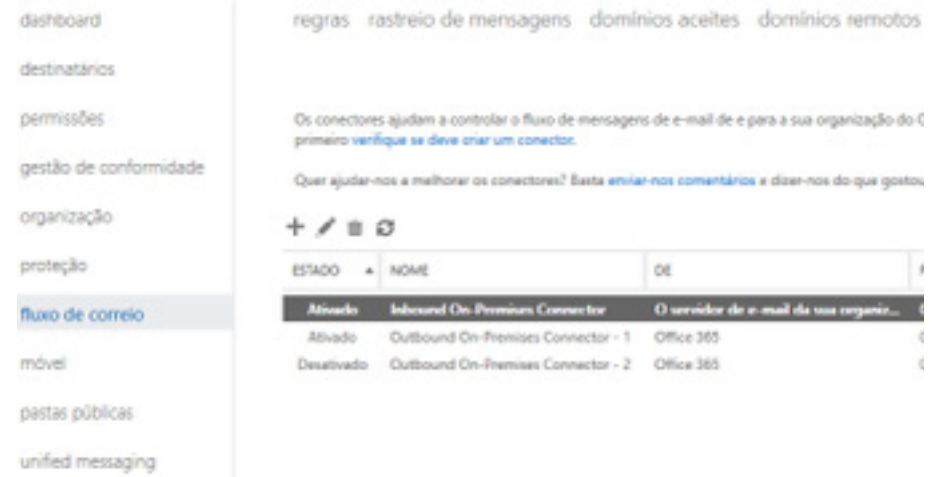 dashboard
destinatários
permissões
gestão de conformidade
organização
proteção
fluxo de correio
móvel
pastas públicas
unified messaging
regras rastreio de mensagens domínios aceites domínios remotos
Os conectores ajudam a controlar o fluxo de mensagens de e-mail de e para a sua organização do
primeiro verifique se deve criar um conector.
Quer ajudar-nos a melhorar os conectores? Basta enviar-nos comentários e dizer-nos do que gostou,
ESTADO NOME DE
Ativado Inbound On-Premises Connector O servidor de e-mail da sua organiz...
Ativado Outbound On-Premises Connector - 1 Office 365
Desativado Outbound On-Premises Connector - 2 Office 365